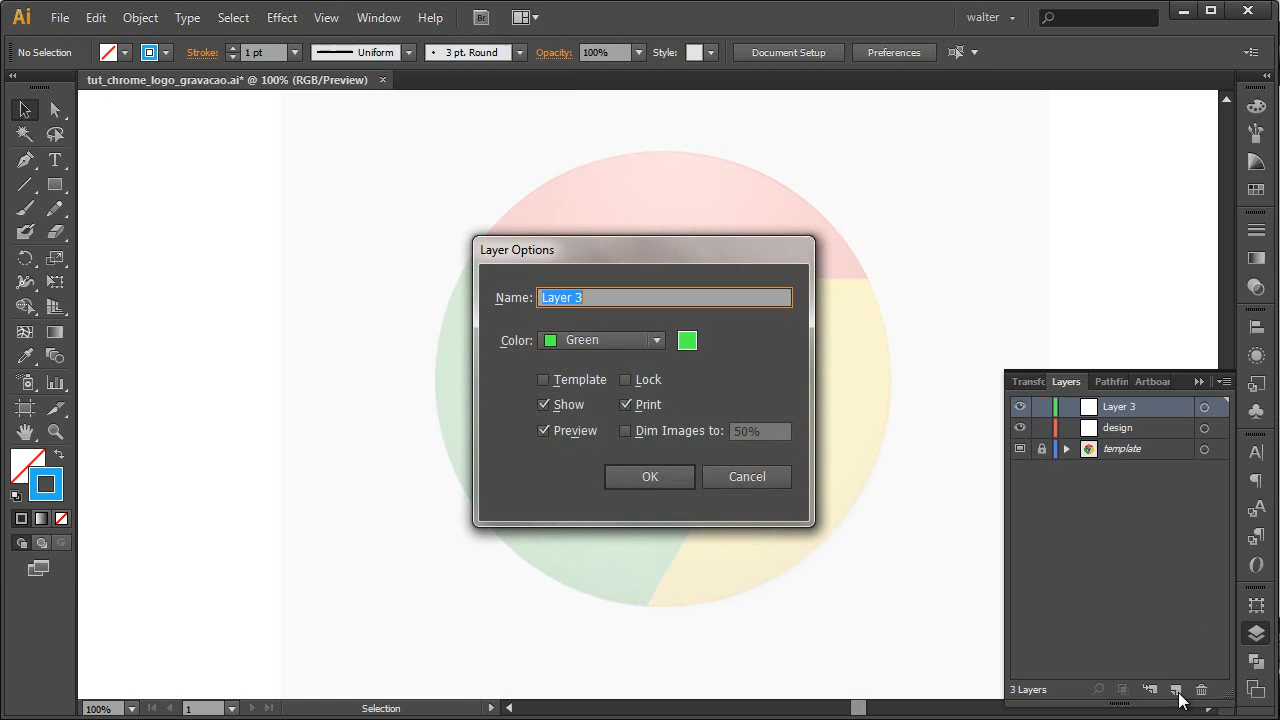 Ai File Edit Object Type Select Effect View Window Help Br walter
No Selection Stroke: 1 pt Uniform 3 pt. Round Opacity: 100% Style: Document Setup Preferences
tut_chrome_logo_gravacao.ai* @ 100% (RGB/Preview)
Layer Options
Name: Layer 3
Color: Green
Template Lock
Show Print
Preview Dim Images to: 50%
OK Cancel
Transfo Layers Pathfin Artboar
Layer 3
design
template
3 Layers
100% 1 Selection